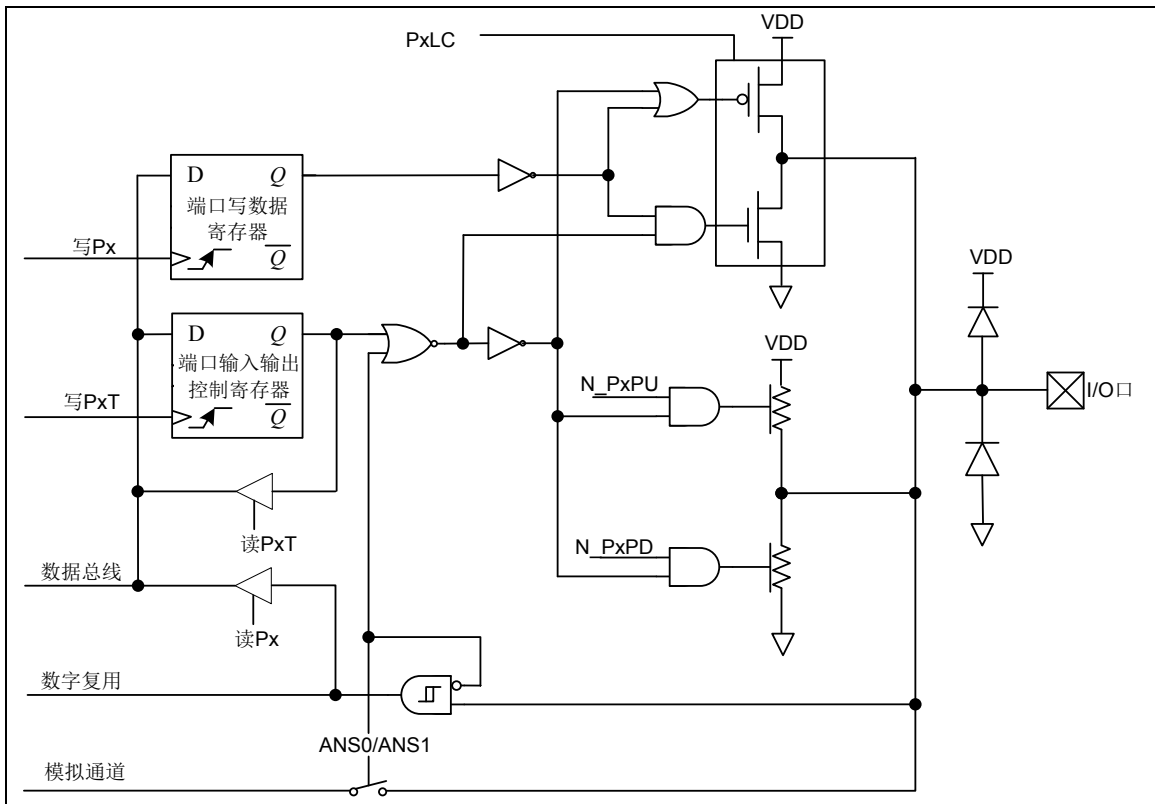 PxLC
VDD
D Q
端口写数据
寄存器
Q
写Px
VDD
D Q
端口输入输出
控制寄存器
Q
写PxT
VDD
N_PxPU
I/O口
读PxT
N_PxPD
数据总线
读Px
数字复用
ANS0/ANS1
模拟通道